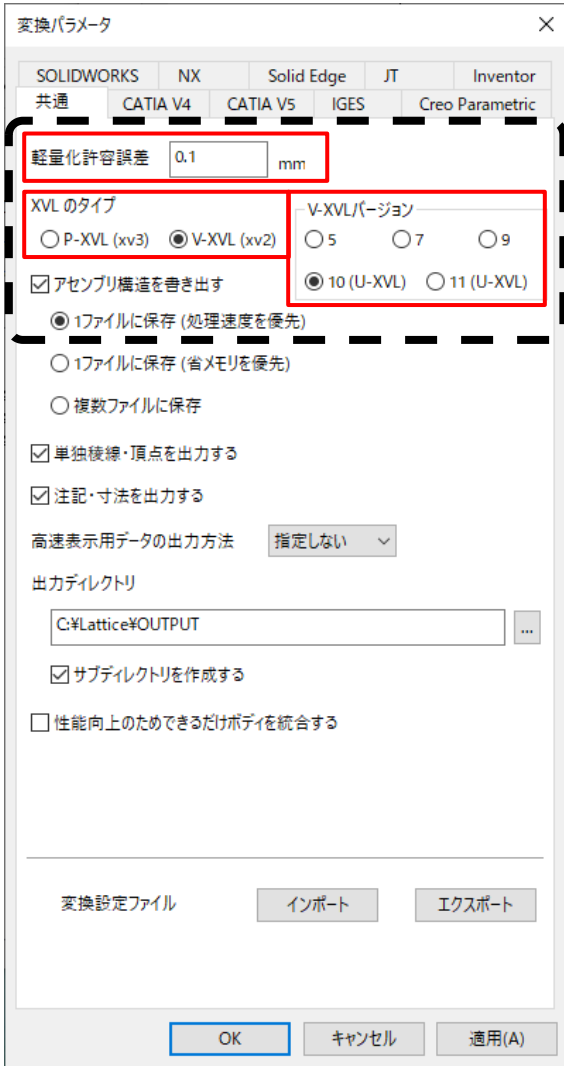 変換パラメータ
SOLIDWORKS NX Solid Edge JT Inventor
共通 CATIA V4 CATIA V5 IGES Creo Parametric
軽量化許容誤差 0.1 mm
XVL のタイプ
P-XVL (xv3) V-XVL (xv2)
V-XVLバージョン
5 7 9
10 (U-XVL) 11 (U-XVL)
アセンブリ構造を書き出す
1ファイルに保存 (処理速度を優先)
1ファイルに保存 (省メモリを優先)
複数ファイルに保存
単独稜線・頂点を出力する
注記・寸法を出力する
高速表示用データの出力方法 指定しない
出力ディレクトリ
C:¥Lattice¥OUTPUT ...
サブディレクトリを作成する
性能向上のためできるだけボディを統合する
変換設定ファイル インポート エクスポート
OK キャンセル 適用(A)